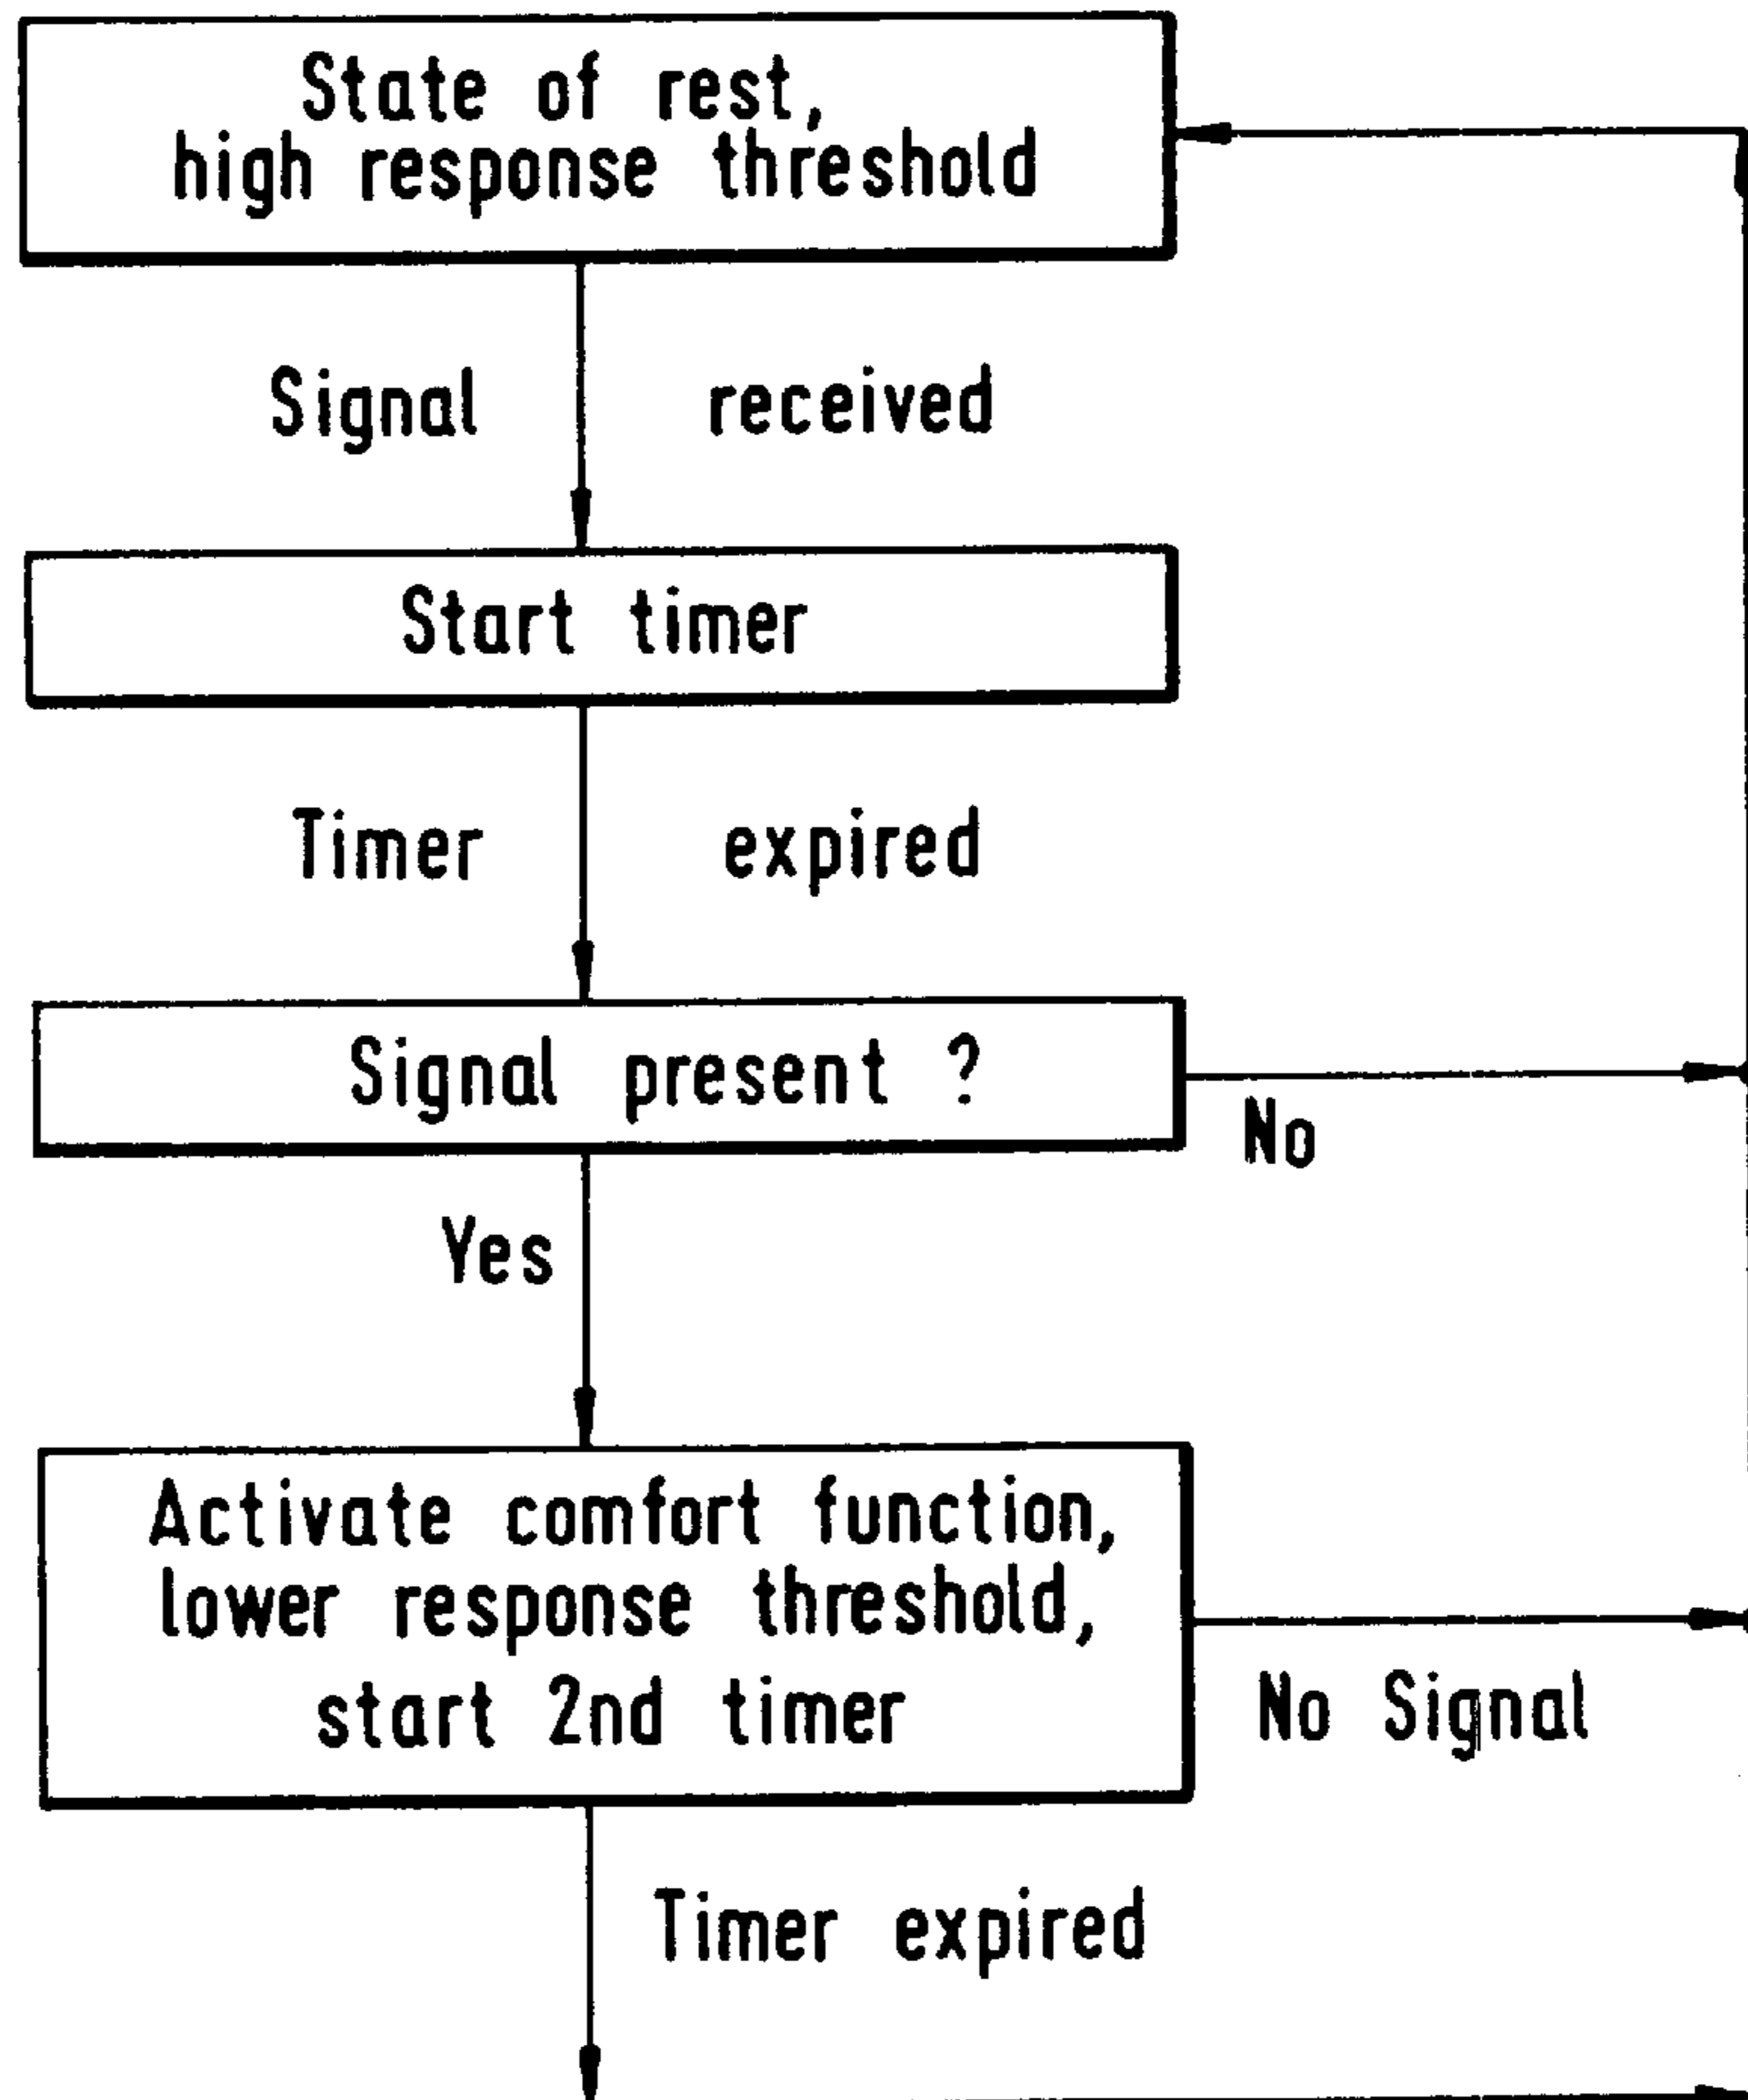 State of rest,
high response threshold
Signal received
Start timer
Timer expired
Signal present ?
No
Yes
Activate comfort function,
lower response threshold,
start 2nd timer
No Signal
Timer expired